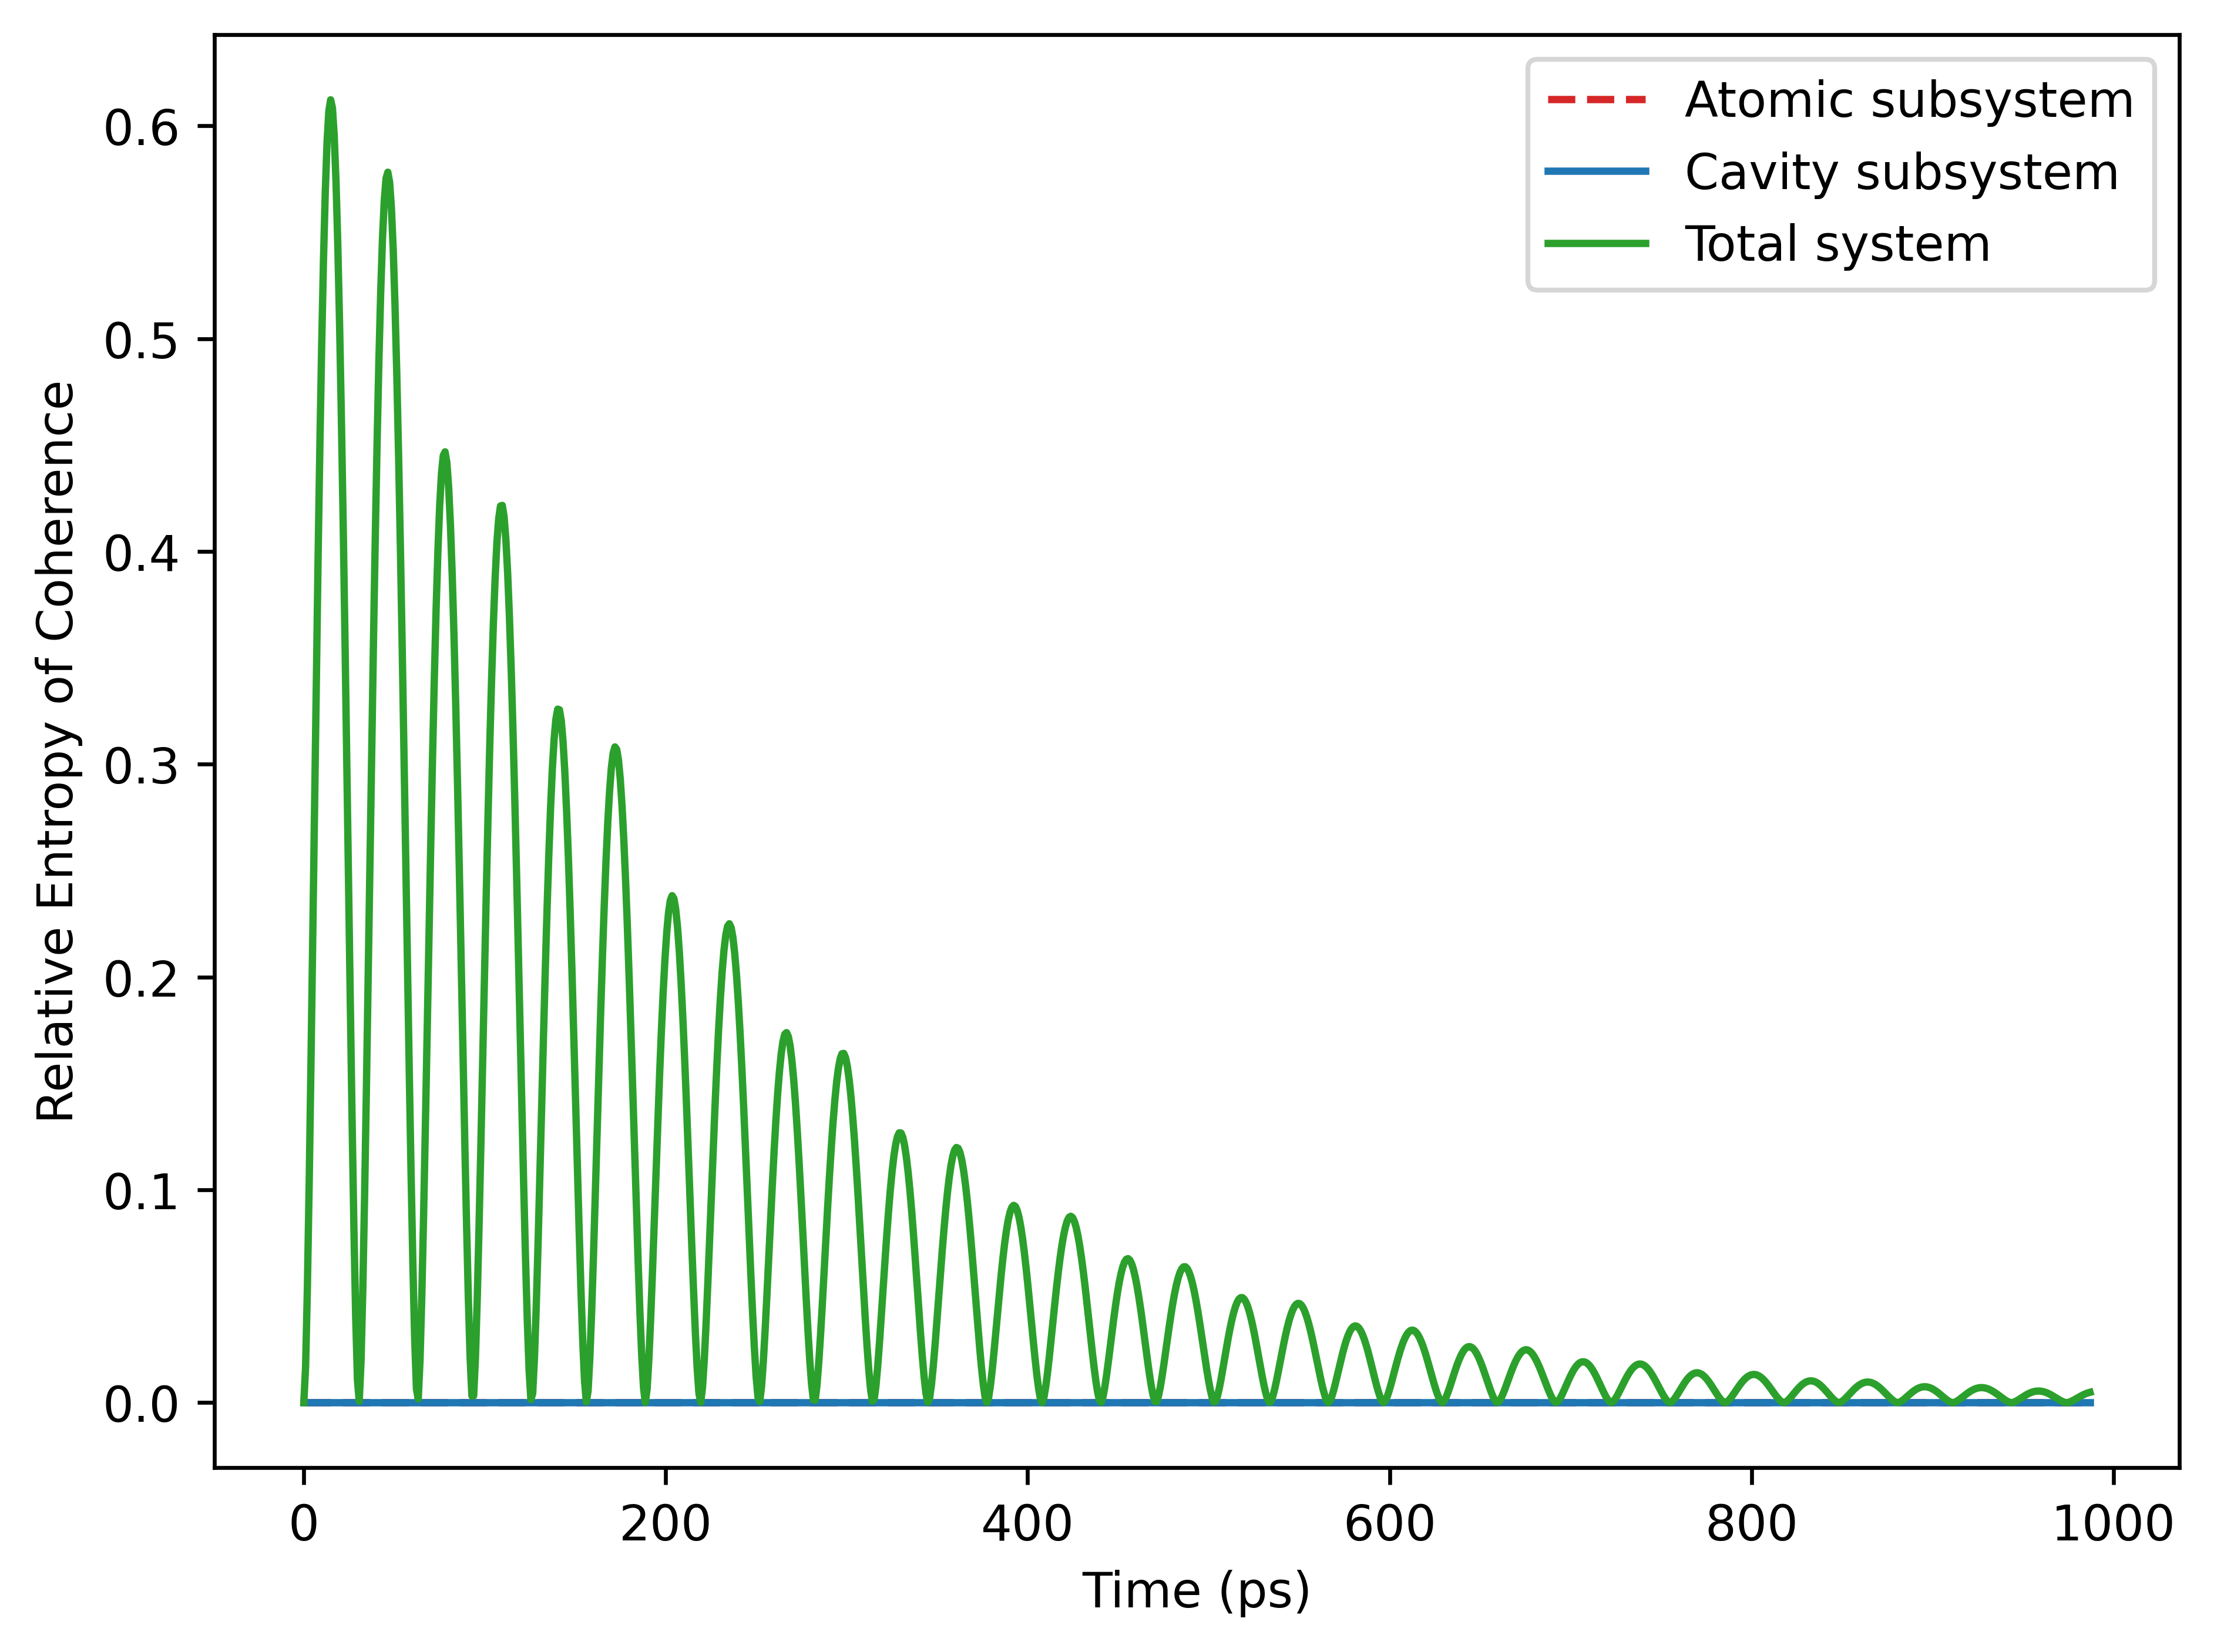 Atomic subsystem
Cavity subsystem
Total system
Relative Entropy of Coherence
0.6
0.5
0.4
0.3
0.2
0.1
0.0
0 200 400 600 800 1000
Time (ps)